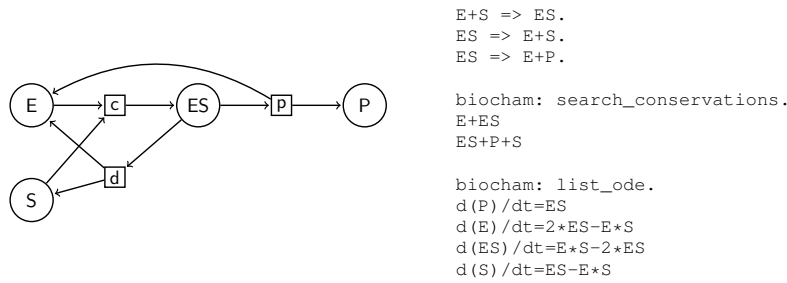 E
c
ES
p
P
d
S
E+S => ES.
ES => E+S.
ES => E+P.
biocham: search_conservations.
E+ES
ES+P+S
biocham: list_ode.
d(P)/dt=ES
d(E)/dt=2*ES-E*S
d(ES)/dt=E*S-2*ES
d(S)/dt=ES-E*S